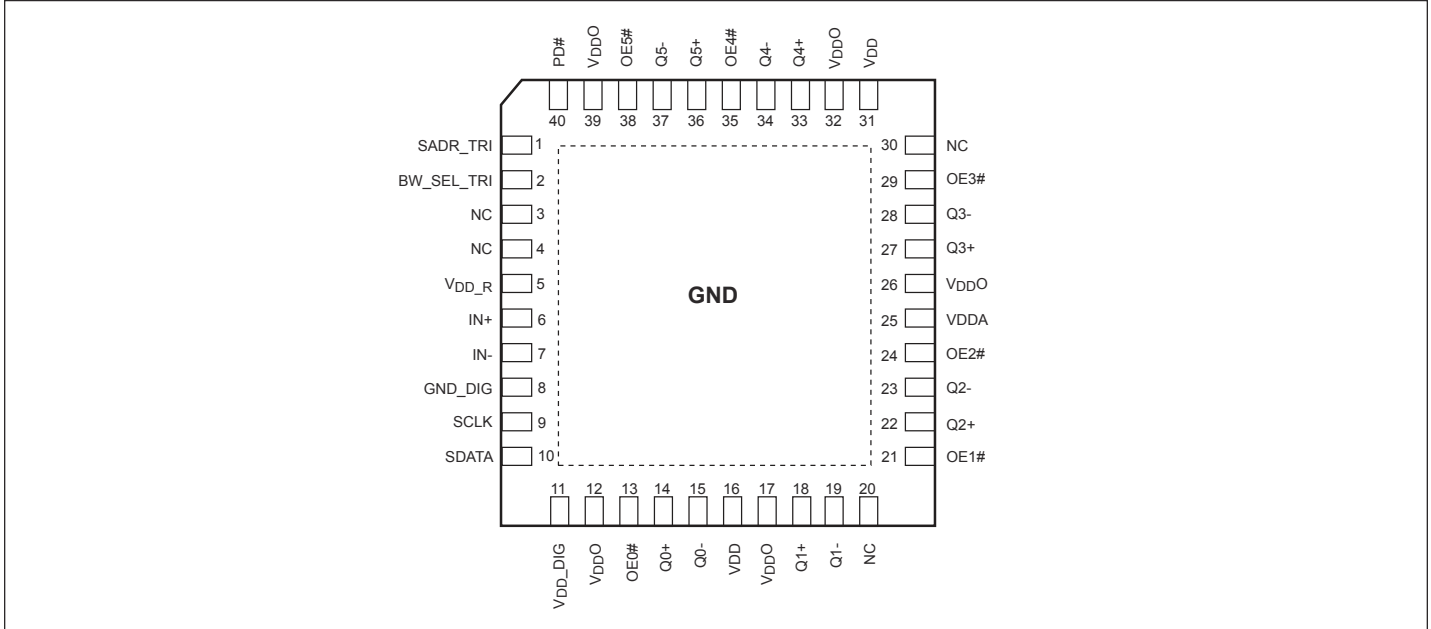 PD# VDDO OE5# Q5- Q5+ OE4# Q4- Q4+ VDDO VDD
40 39 38 37 36 35 34 33 32 31
SADR_TRI 1 30 NC
BW_SEL_TRI 2 29 OE3#
NC 3 28 Q3-
NC 4 27 Q3+
VDD_R 5 26 VDDO
IN+ 6 25 VDDA
GND
IN- 7 24 OE2#
GND_DIG 8 23 Q2-
SCLK 9 22 Q2+
SDATA 10 21 OE1#
11 12 13 14 15 16 17 18 19 20
VDD_DIG VDDO OE0# Q0+ Q0- VDD VDDO Q1+ Q1- NC